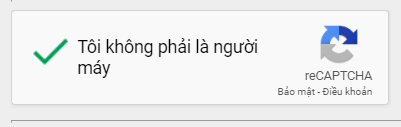 Tôi không phải là người
máy
reCAPTCHA
Bảo mật - Điều khoản